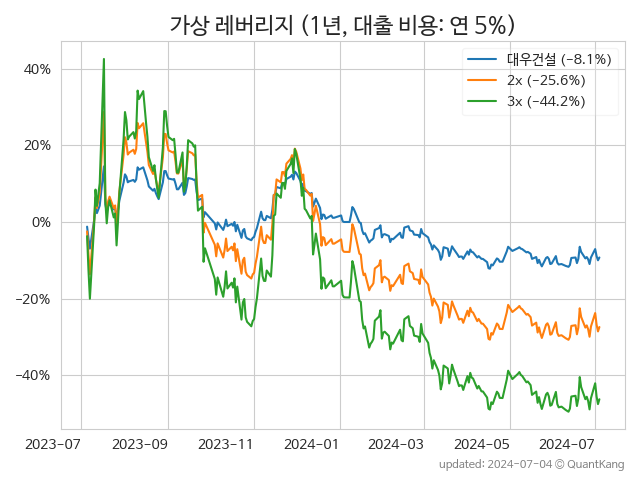 가상 레버리지 (1년, 대출 비용: 연 5%)
대우건설 (−8.1%)
2x (−25.6%)
3x (−44.2%)
40%
20%
0%
−20%
−40%
2023−07 2023−09 2023−11 2024−01 2024−03 2024−05 2024−07
updated: 2024-07-04 ⓒ QuantKang